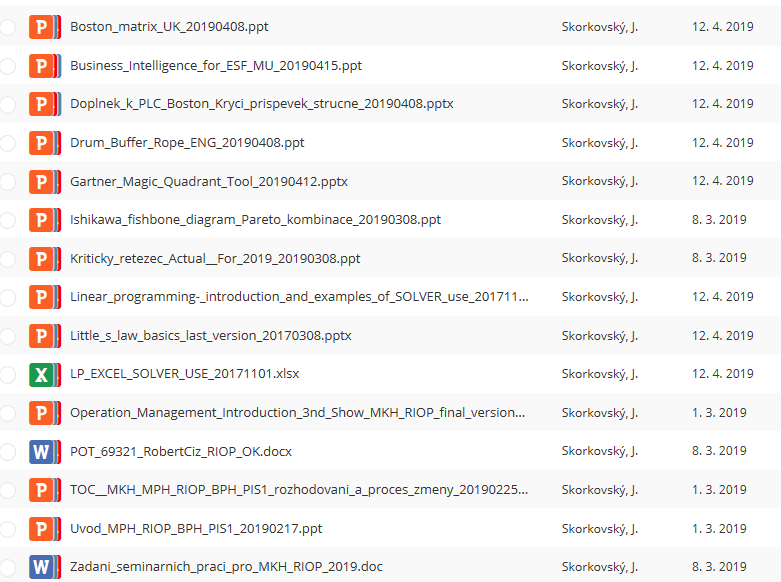 P Boston_matrix_UK_20190408.ppt Skorkovský, J. 12. 4. 2019
P Business_Intelligence_for_ESF_MU_20190415.ppt Skorkovský, J. 12. 4. 2019
P Doplnek_k_PLC_Boston_Kryci_prispevek_strucne_20190408.pptx Skorkovský, J. 12. 4. 2019
P Drum_Buffer_Rope_ENG_20190408.ppt Skorkovský, J. 12. 4. 2019
P Gartner_Magic_Quadrant_Tool_20190412.pptx Skorkovský, J. 12. 4. 2019
P Ishikawa_fishbone_diagram_Pareto_kombinace_20190308.ppt Skorkovský, J. 8. 3. 2019
P Kriticky_retezec_Actual__For_2019_20190308.ppt Skorkovský, J. 8. 3. 2019
P Linear_programming-_introduction_and_examples_of_SOLVER_use_201711... Skorkovský, J. 12. 4. 2019
P Little_s_law_basics_last_version_20170308.pptx Skorkovský, J. 12. 4. 2019
X LP_EXCEL_SOLVER_USE_20171101.xlsx Skorkovský, J. 12. 4. 2019
P Operation_Management_Introduction_3nd_Show_MKH_RIOP_final_version... Skorkovský, J. 1. 3. 2019
W POT_69321_RobertCiz_RIOP_OK.docx Skorkovský, J. 8. 3. 2019
P TOC__MKH_MPH_RIOP_BPH_PIS1_rozhodovani_a_proces_zmeny_20190225... Skorkovský, J. 1. 3. 2019
P Uvod_MPH_RIOP_BPH_PIS1_20190217.ppt Skorkovský, J. 1. 3. 2019
W Zadani_seminarnich_praci_pro_MKH_RIOP_2019.doc Skorkovský, J. 8. 3. 2019